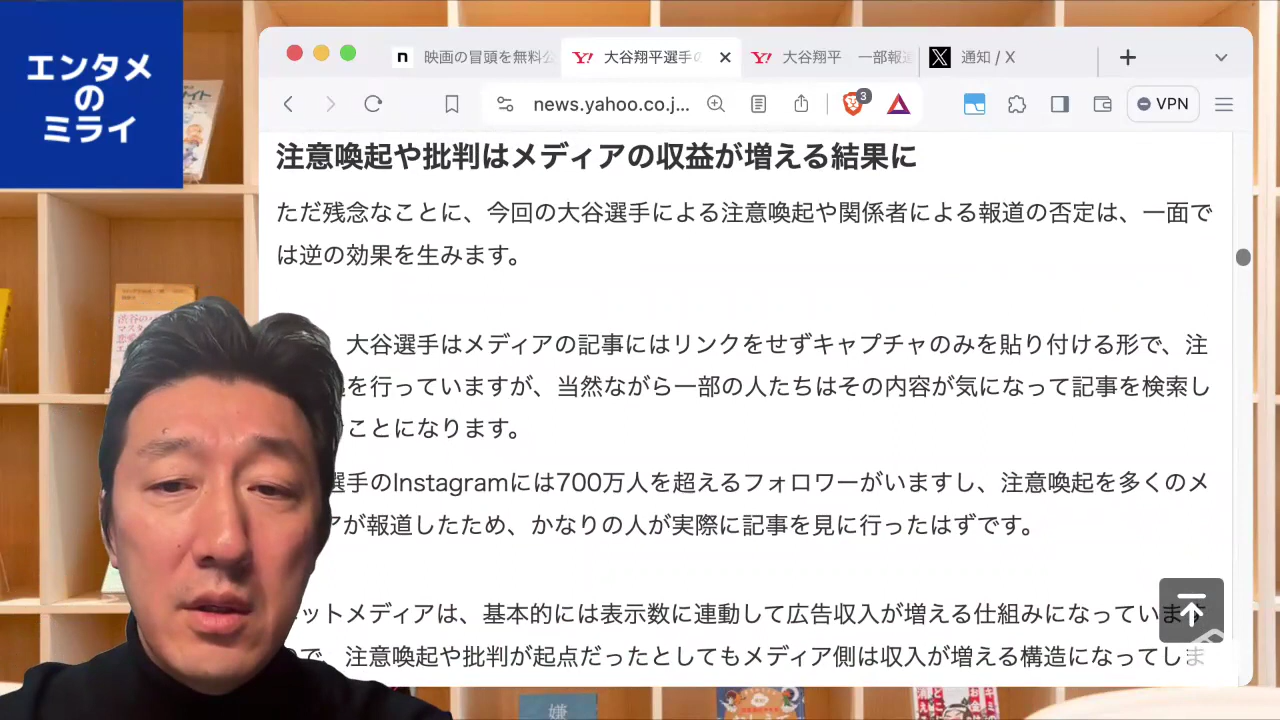 エンタメ
の
ミライ
n 映画の冒頭を無料公
Y! 大谷翔平選手の
Y! 大谷翔平 一部報道
X 通知 / X
news.yahoo.co.j...
3
VPN
注意喚起や批判はメディアの収益が増える結果に
ただ残念なことに、今回の大谷選手による注意喚起や関係者による報道の否定は、一面で
は逆の効果を生みます。
大谷選手はメディアの記事にはリンクをせずキャプチャのみを貼り付ける形で、注
を行っていますが、当然ながら一部の人たちはその内容が気になって記事を検索し
ことになります。
選手のInstagramには700万人を超えるフォロワーがいますし、注意喚起を多くのメ
が報道したため、かなりの人が実際に記事を見に行ったはずです。
ネットメディアは、基本的には表示数に連動して広告収入が増える仕組みになっています
で、注意喚起や批判が起点だったとしてもメディア側は収入が増える構造になってしま
嫌